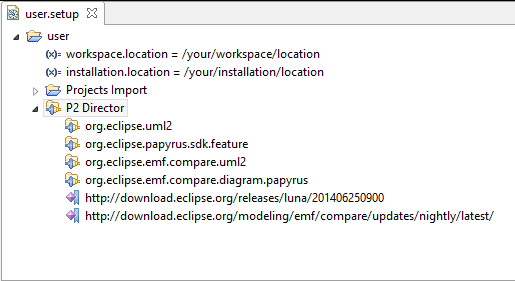 user.setup
user
workspace.location = /your/workspace/location
installation.location = /your/installation/location
Projects Import
P2 Director
org.eclipse.uml2
org.eclipse.papyrus.sdk.feature
org.eclipse.emf.compare.uml2
org.eclipse.emf.compare.diagram.papyrus
http://download.eclipse.org/releases/luna/201406250900
http://download.eclipse.org/modeling/emf/compare/updates/nightly/latest/